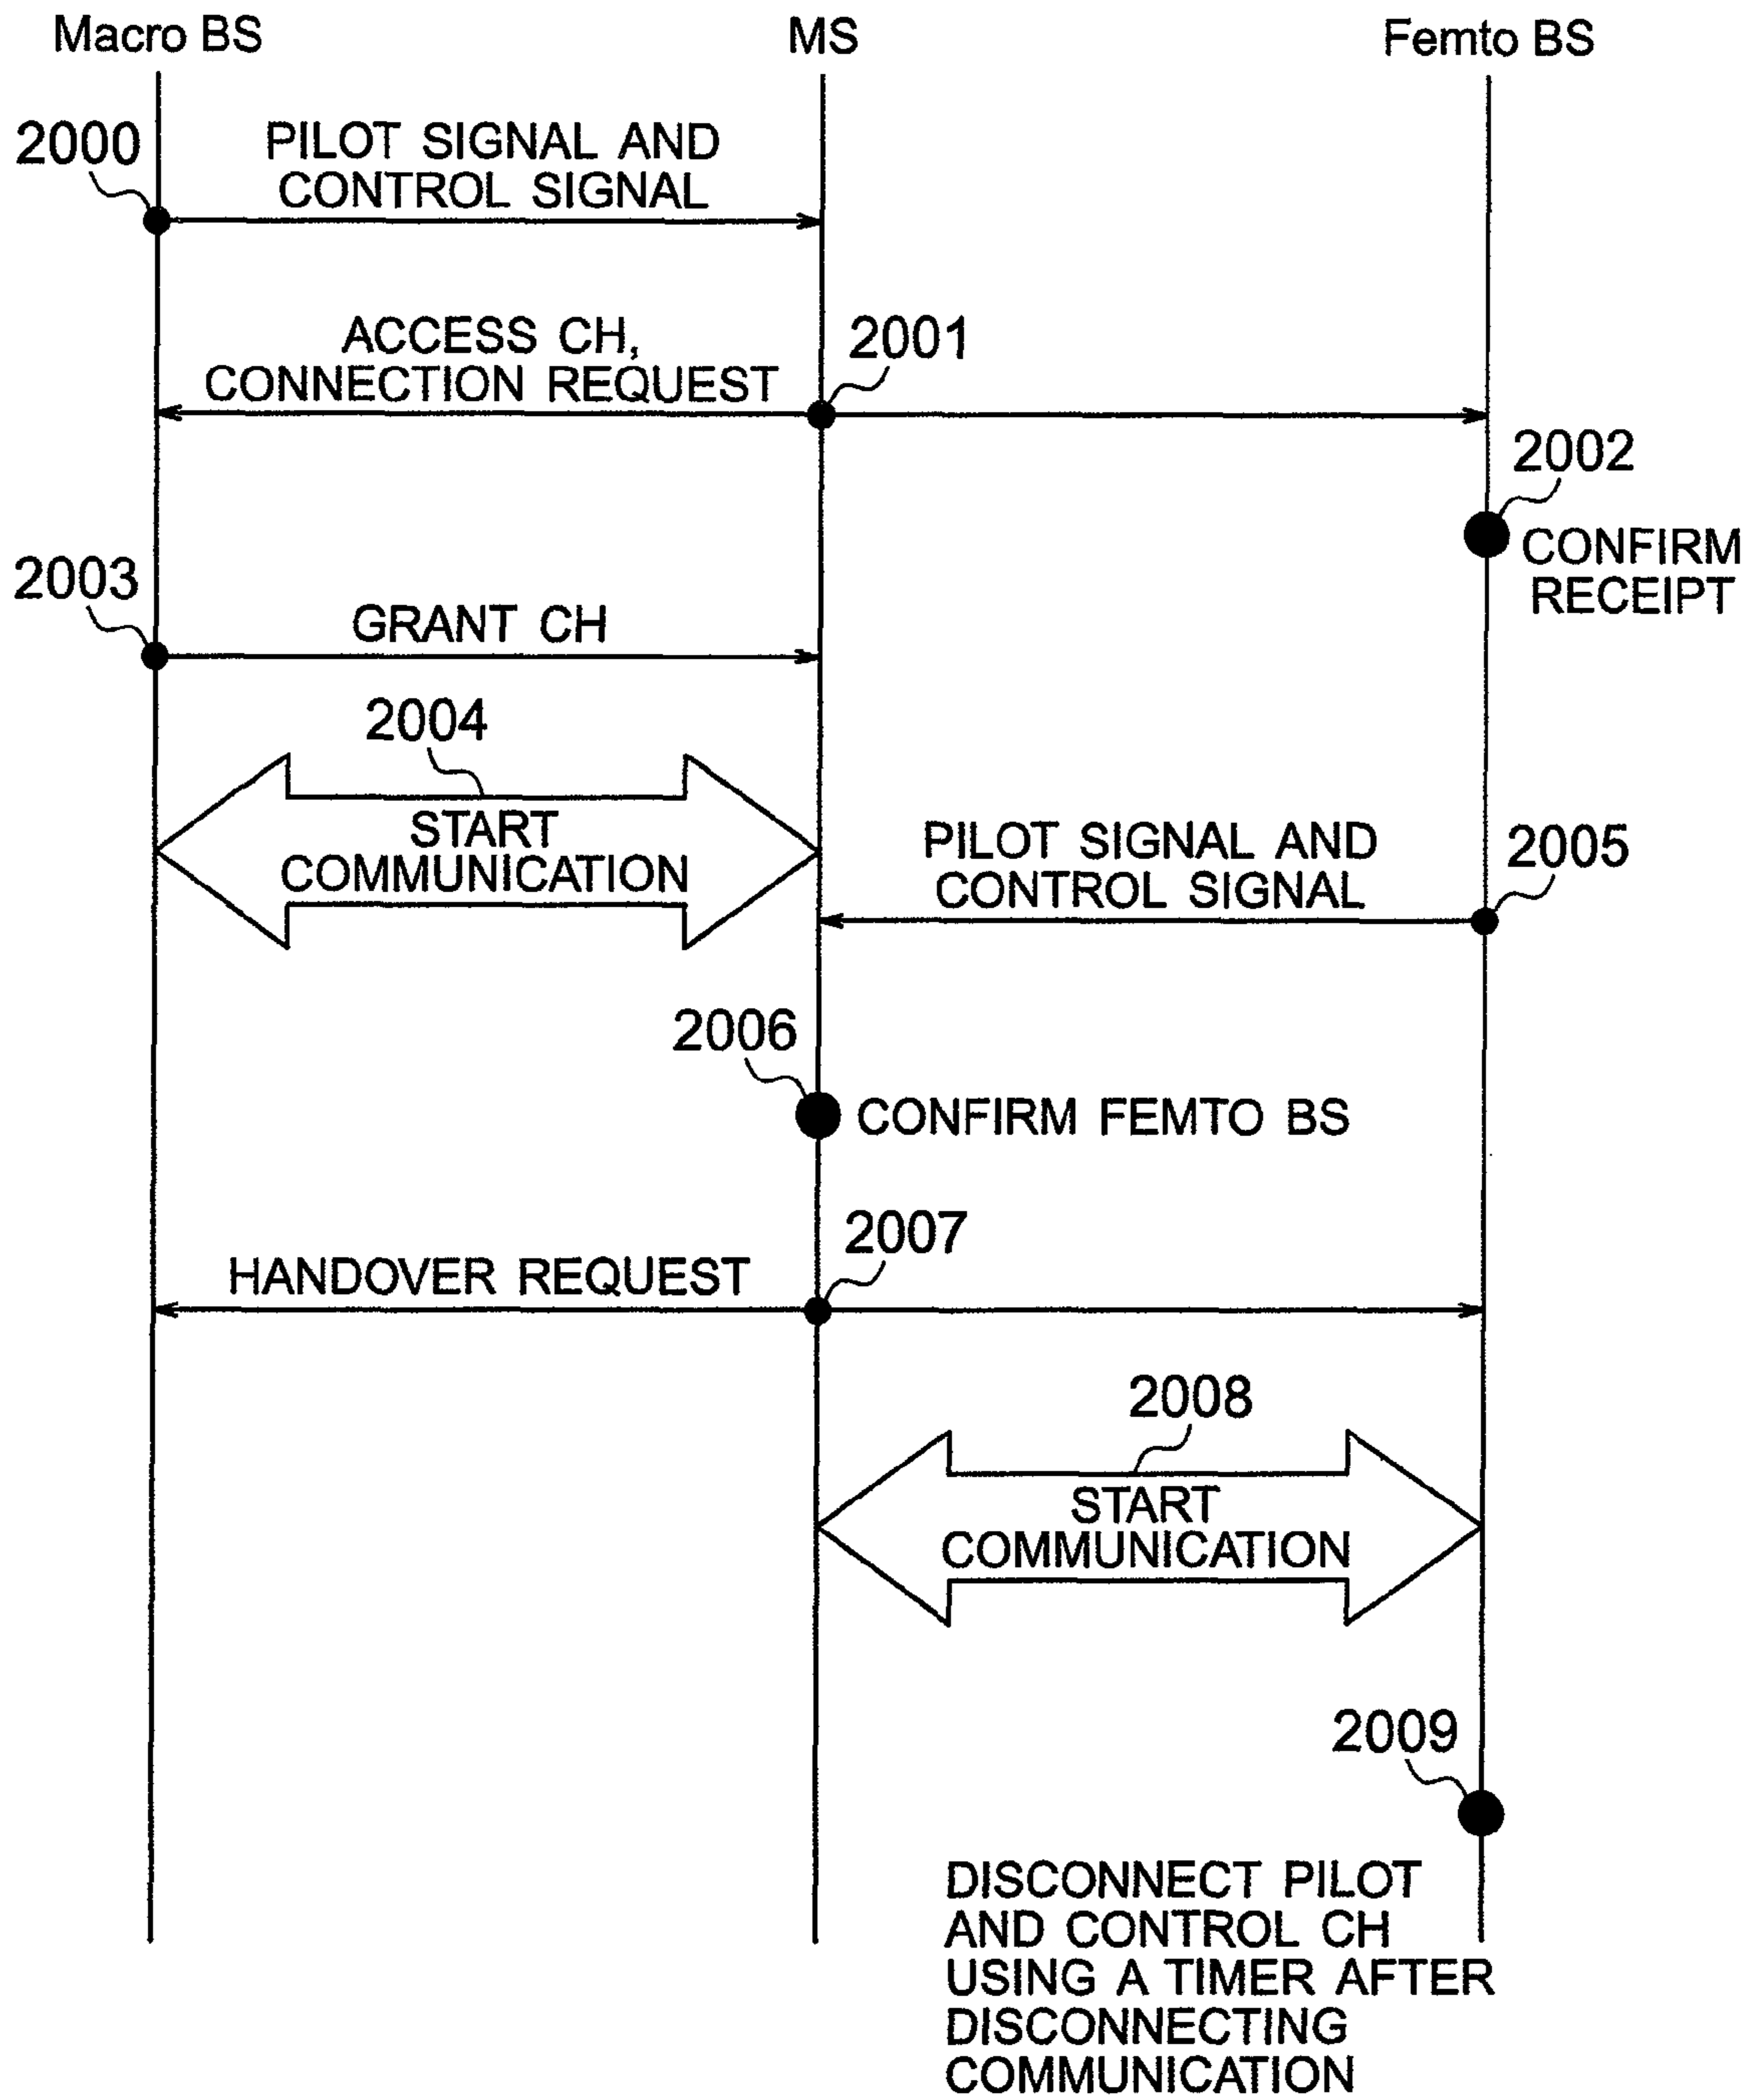 Macro BS
MS
Femto BS
2000
PILOT SIGNAL AND
CONTROL SIGNAL
ACCESS CH,
CONNECTION REQUEST
2001
2002
CONFIRM
RECEIPT
2003
GRANT CH
2004
START
COMMUNICATION
PILOT SIGNAL AND
CONTROL SIGNAL
2005
2006
CONFIRM FEMTO BS
2007
HANDOVER REQUEST
2008
START
COMMUNICATION
2009
DISCONNECT PILOT
AND CONTROL CH
USING A TIMER AFTER
DISCONNECTING
COMMUNICATION